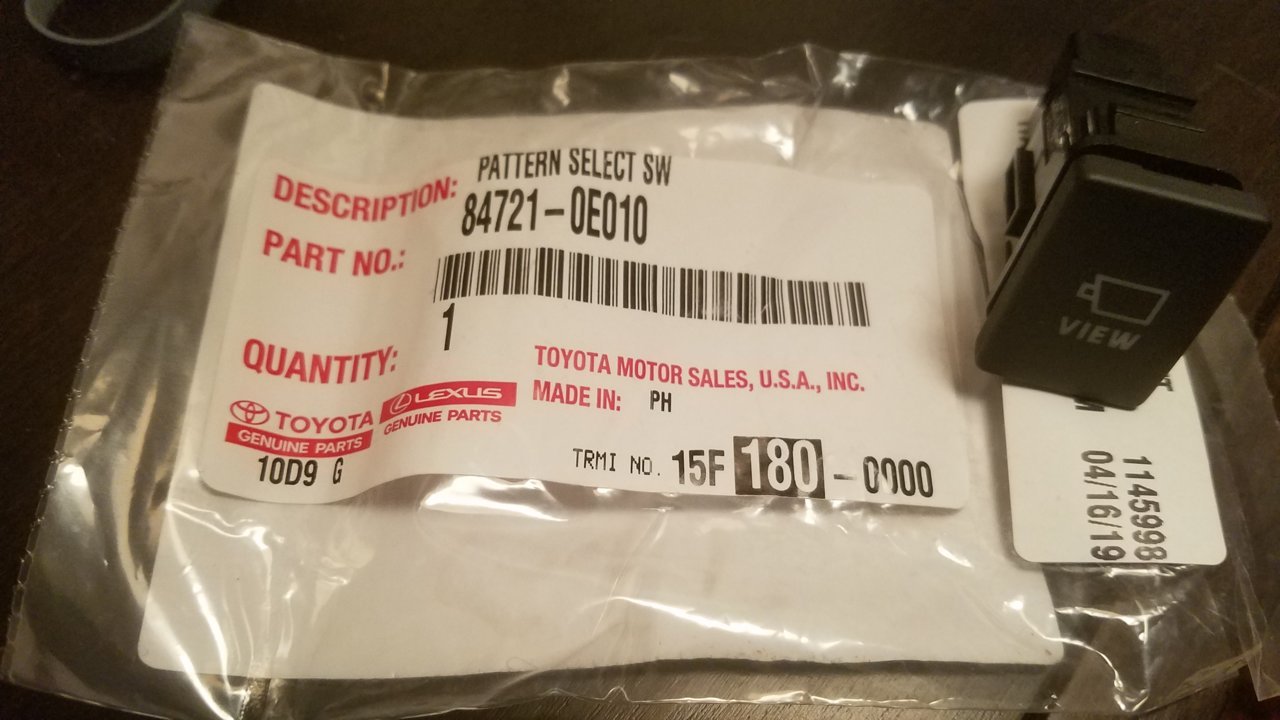 PATTERN SELECT SW
DESCRIPTION:
84721-0E010
PART NO.:
1
QUANTITY:
TOYOTA MOTOR SALES, U.S.A., INC.
MADE IN: PH
TOYOTA
GENUINE PARTS
LEXUS
GENUINE PARTS
10D9 G
TRMI NO. 15F 180-0000
VIEW
1145998
04/16/19